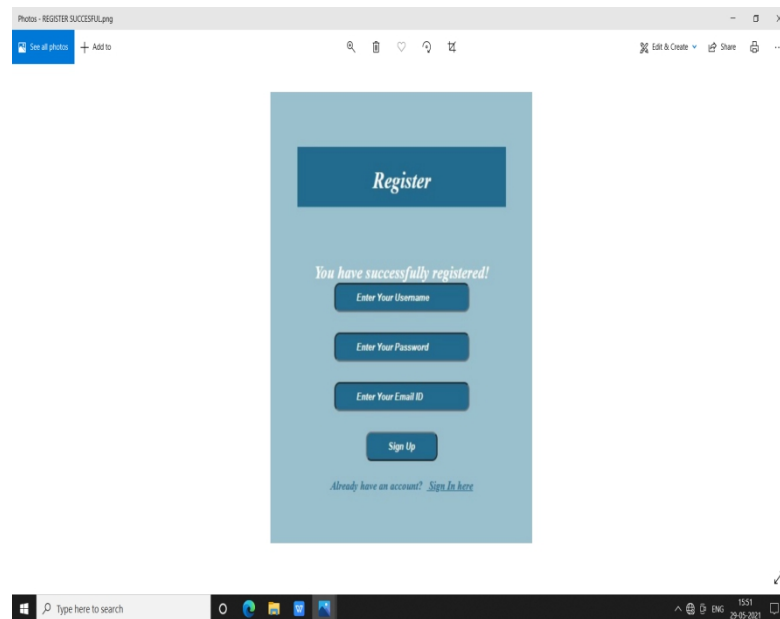 Photos - REGISTER SUCCESFUL.png
See all photos + Add to
Edit & Create Share
Register
You have successfully registered!
Enter Your Username
Enter Your Password
Enter Your Email ID
Sign Up
Already have an account? Sign In here
Type here to search
ENG
15:51
29-05-2021